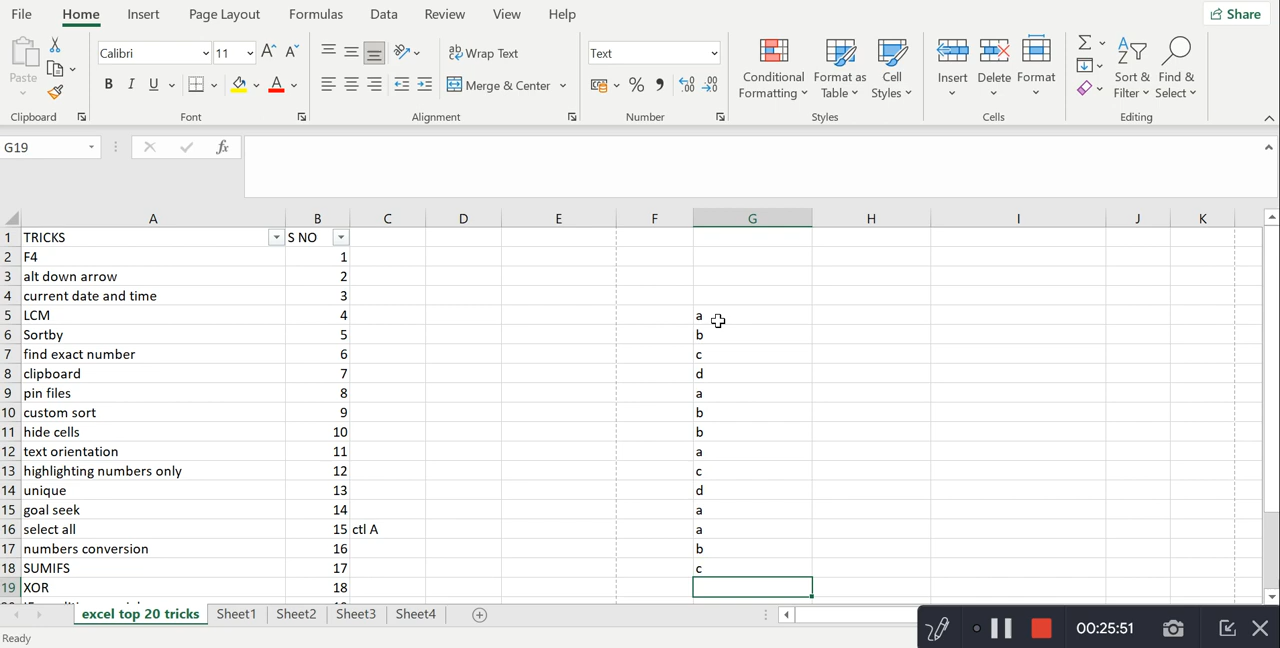 File Home Insert Page Layout Formulas Data Review View Help Share
Calibri 11 Wrap Text Text
Paste Merge & Center Conditional Formatting Format as Table Cell Styles Insert Delete Format Sort & Filter Find & Select
Clipboard Font Alignment Number Styles Cells Editing
G19 fx
A B C D E F G H I J K
1 TRICKS S NO
2 F4 1
3 alt down arrow 2
4 current date and time 3
5 LCM 4 a
6 Sortby 5 b
7 find exact number 6 c
8 clipboard 7 d
9 pin files 8 a
10 custom sort 9 b
11 hide cells 10 b
12 text orientation 11 a
13 highlighting numbers only 12 c
14 unique 13 d
15 goal seek 14 a
16 select all 15 ctl A a
17 numbers conversion 16 b
18 SUMIFS 17 c
19 XOR 18
excel top 20 tricks Sheet1 Sheet2 Sheet3 Sheet4
Ready 00:25:51